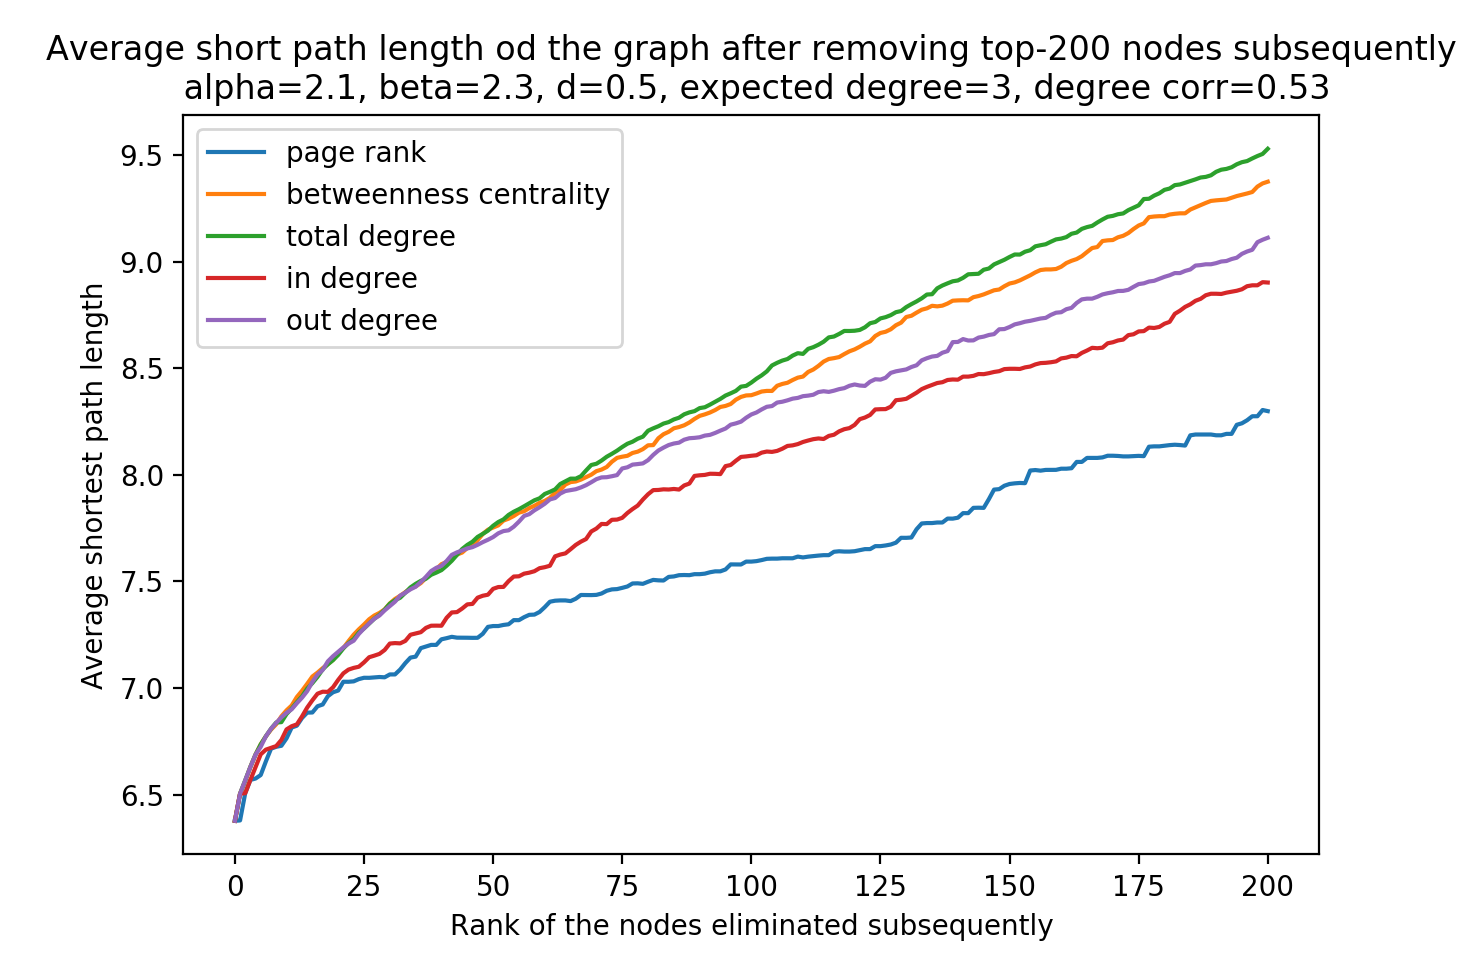 Average short path length od the graph after removing top-200 nodes subsequently
alpha=2.1, beta=2.3, d=0.5, expected degree=3, degree corr=0.53
page rank
betweenness centrality
total degree
in degree
out degree
Average shortest path length
9.5
9.0
8.5
8.0
7.5
7.0
6.5
0 25 50 75 100 125 150 175 200
Rank of the nodes eliminated subsequently